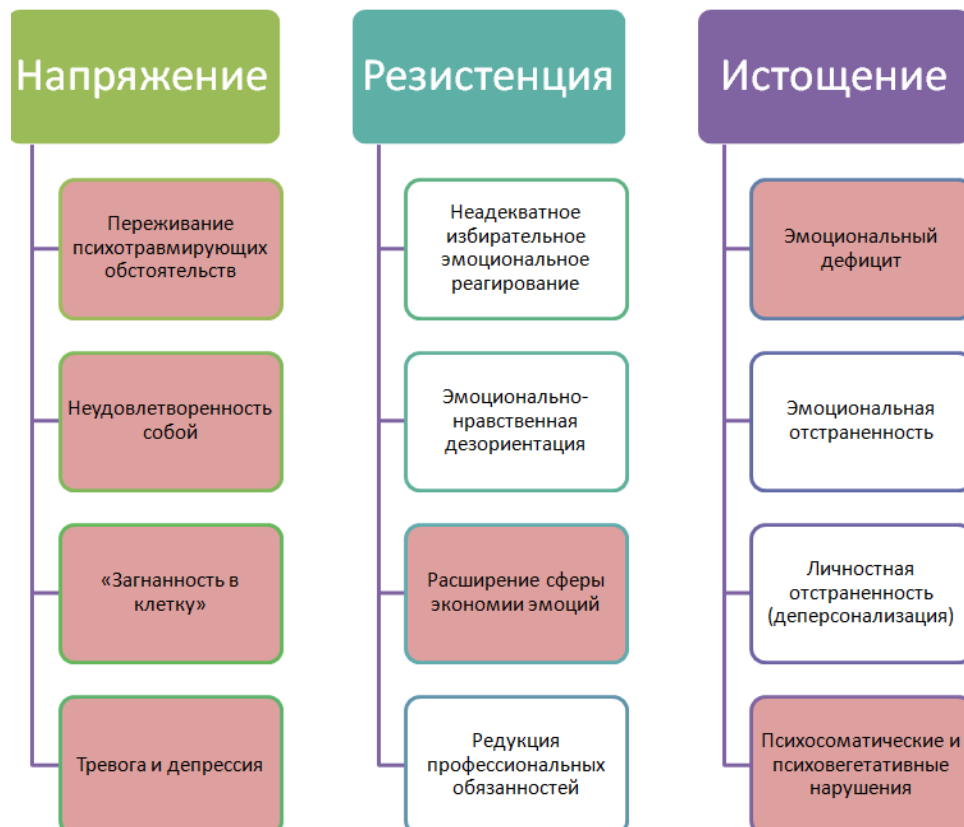 Напряжение
Переживание
психотравмирующих
обстоятельств
Неудовлетворенность
собой
«Загнанность в
клетку»
Тревога и депрессия
Резистенция
Неадекватное
избирательное
эмоциональное
реагирование
Эмоционально-
нравственная
дезориентация
Расширение сферы
экономии эмоций
Редукция
профессиональных
обязанностей
Истощение
Эмоциональный
дефицит
Эмоциональная
отстраненность
Личностная
отстраненность
(деперсонализация)
Психосоматические и
психовегетативные
нарушения